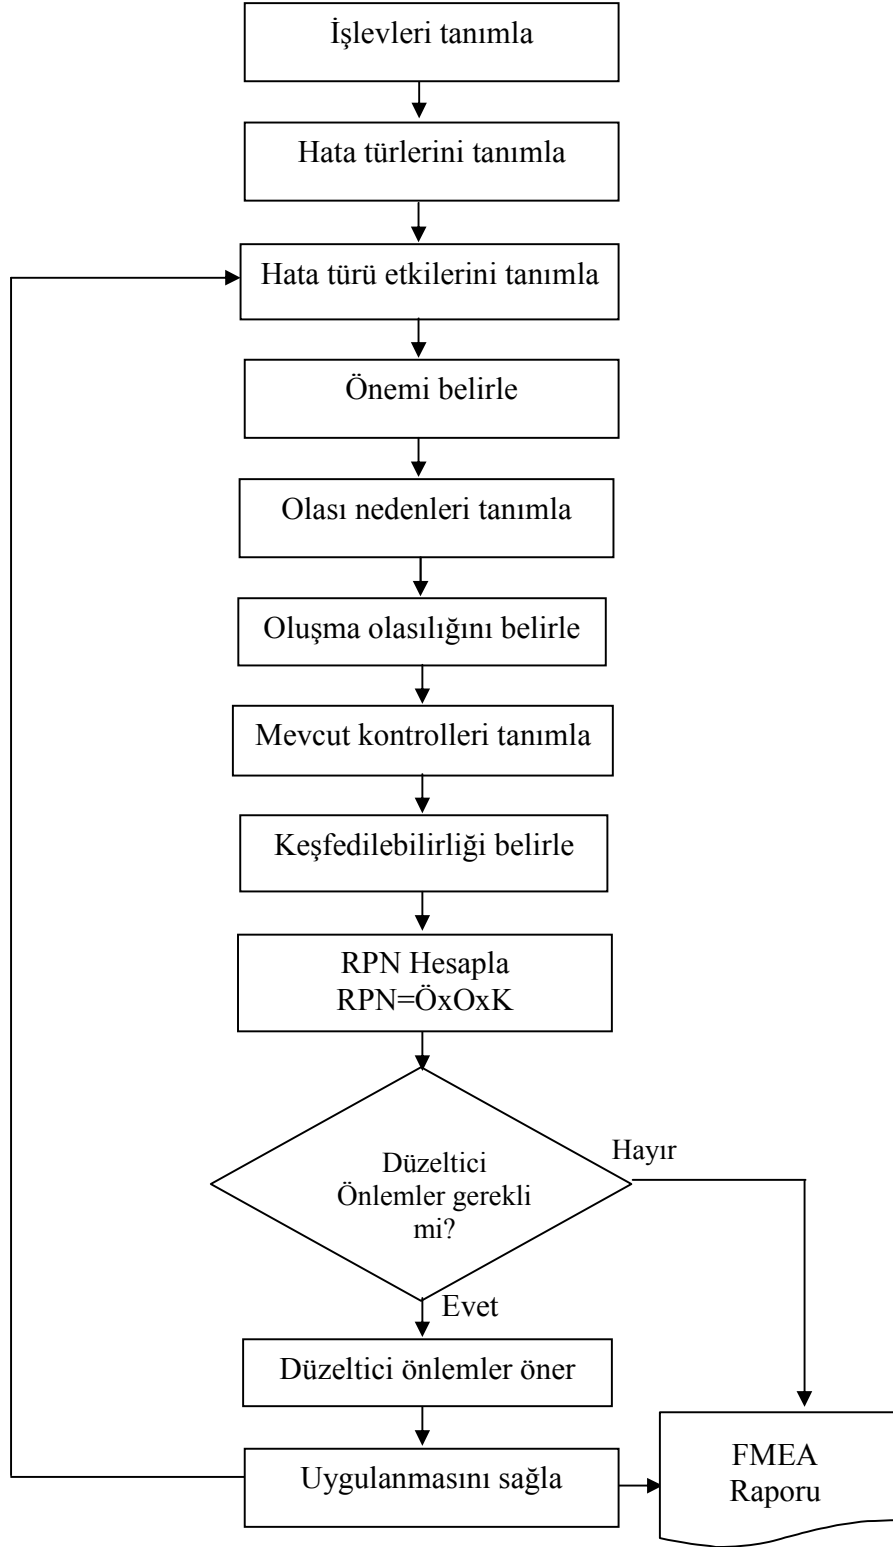 İşlevleri tanımla
Hata türlerini tanımla
Hata türü etkilerini tanımla
Önemi belirle
Olası nedenleri tanımla
Oluşma olasılığını belirle
Mevcut kontrolleri tanımla
Keşfedilebilirliği belirle
RPN Hesapla
RPN=ÖxOxK
Düzeltici
Önlemler gerekli
mi?
Hayır
Evet
Düzeltici önlemler öner
Uygulanmasını sağla
FMEA
Raporu